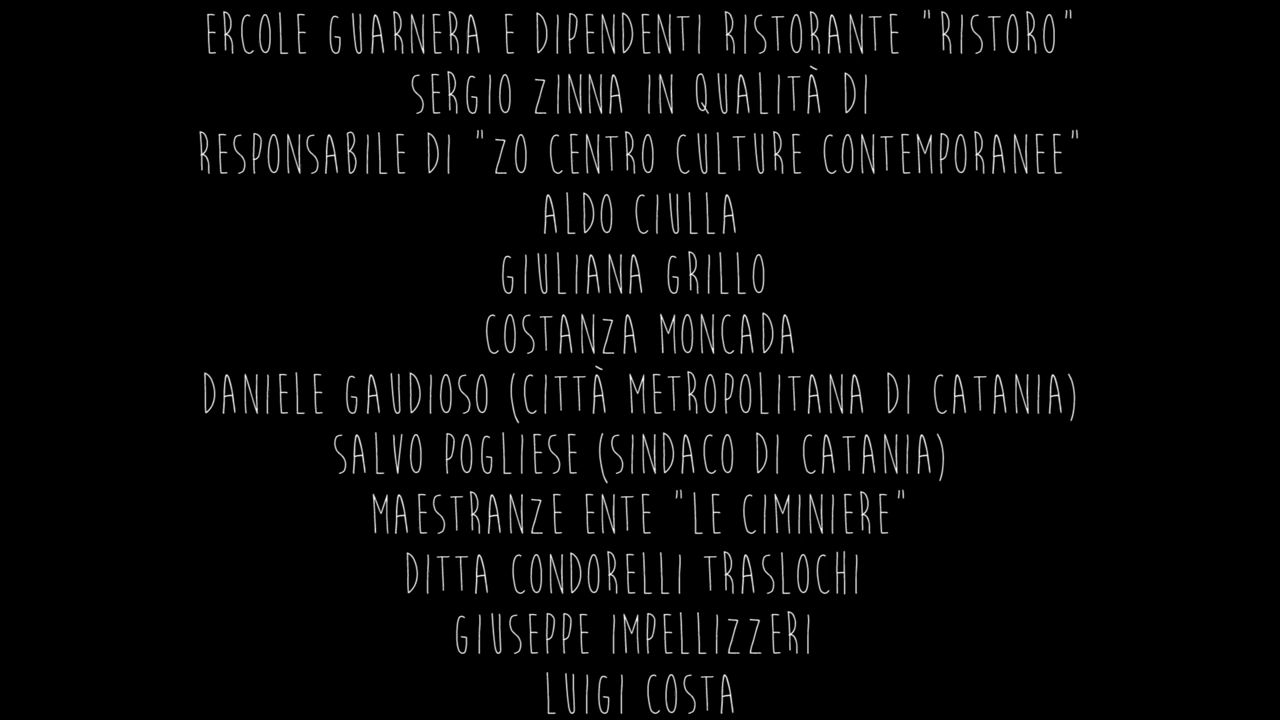 ERCOLE GUARNERA E DIPENDENTI RISTORANTE "RISTORO"
SERGIO ZINNA IN QUALITÀ DI
RESPONSABILE DI "ZO CENTRO CULTURE CONTEMPORANEE"
ALDO CIULLA
GIULIANA GRILLO
COSTANZA MONCADA
DANIELE GAUDIOSO (CITTÀ METROPOLITANA DI CATANIA)
SALVO POGLIESE (SINDACO DI CATANIA)
MAESTRANZE ENTE "LE CIMINIERE"
DITTA CONDORELLI TRASLOCHI
GIUSEPPE IMPELLIZZERI
LUIGI COSTA